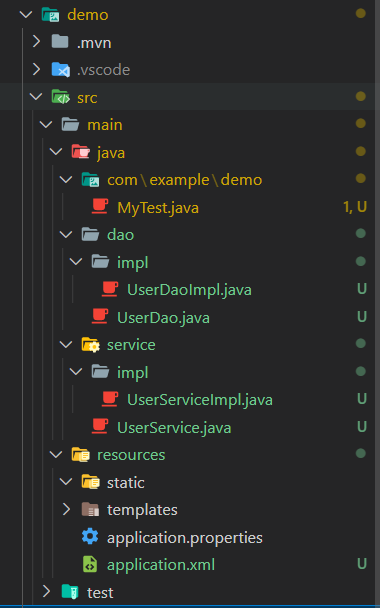 demo
.mvn
.vscode
src
main
java
com\example\demo
MyTest.java 1, U
dao
impl
UserDaoImpl.java U
UserDao.java U
service
impl
UserServiceImpl.java U
UserService.java U
resources
static
templates
application.properties
application.xml U
test